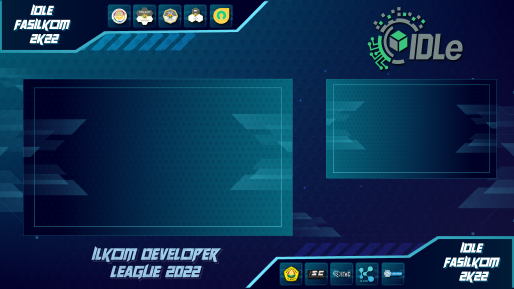 IDLE
FASILKOM
2K22
IDLe
ILKOM DEVELOPER
LEAGUE 2022
IDLE
FASILKOM
2K22